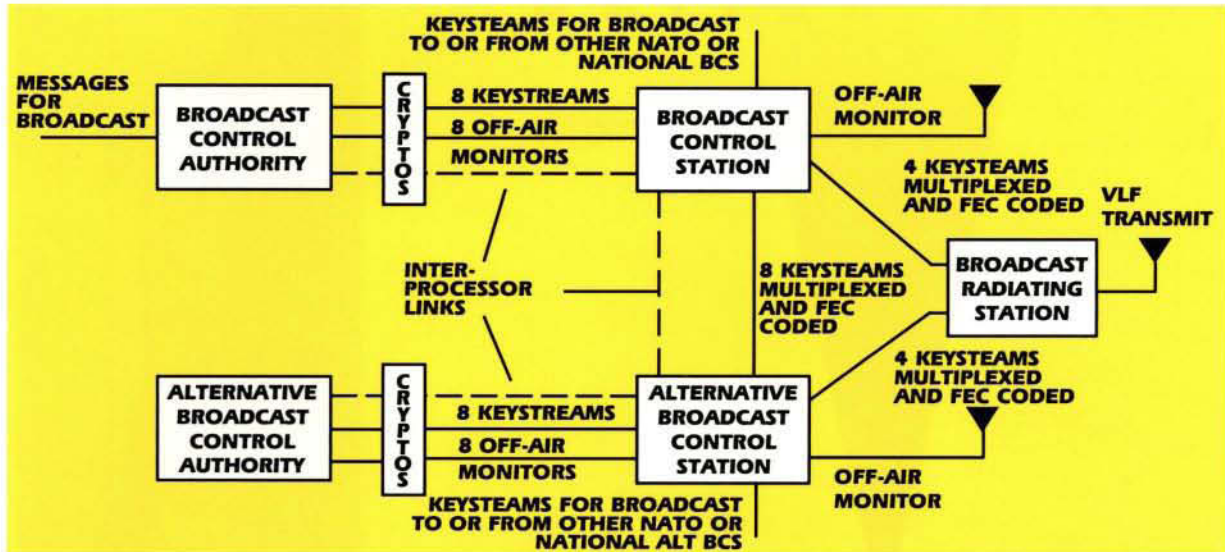 KEYSTEAMS FOR BROADCAST
TO OR FROM OTHER NATO OR
NATIONAL BCS
MESSAGES
FOR
BROADCAST
BROADCAST
CONTROL
AUTHORITY
CRYPTOS
8 KEYSTREAMS
8 OFF-AIR
MONITORS
BROADCAST
CONTROL
STATION
OFF-AIR
MONITOR
4 KEYSTEAMS
MULTIPLEXED
AND FEC CODED
VLF
TRANSMIT
INTER-
PROCESSOR
LINKS
8 KEYSTEAMS
MULTIPLEXED
AND FEC
CODED
BROADCAST
RADIATING
STATION
4 KEYSTEAMS
MULTIPLEXED
AND FEC CODED
ALTERNATIVE
BROADCAST
CONTROL
AUTHORITY
CRYPTOS
8 KEYSTREAMS
8 OFF-AIR
MONITORS
ALTERNATIVE
BROADCAST
CONTROL
STATION
OFF-AIR
MONITOR
KEYSTEAMS FOR BROADCAST
TO OR FROM OTHER NATO OR
NATIONAL ALT BCS